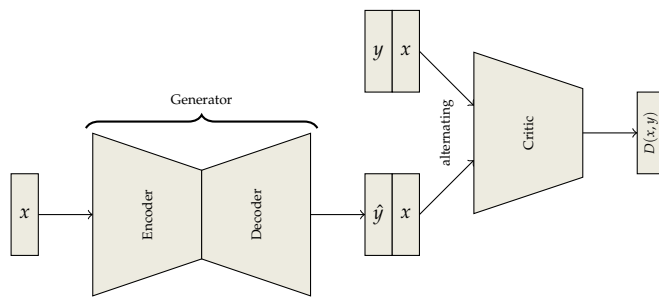 y x
Generator
alternating
Critic
D(x, y)
x
Encoder
Decoder
ŷ x